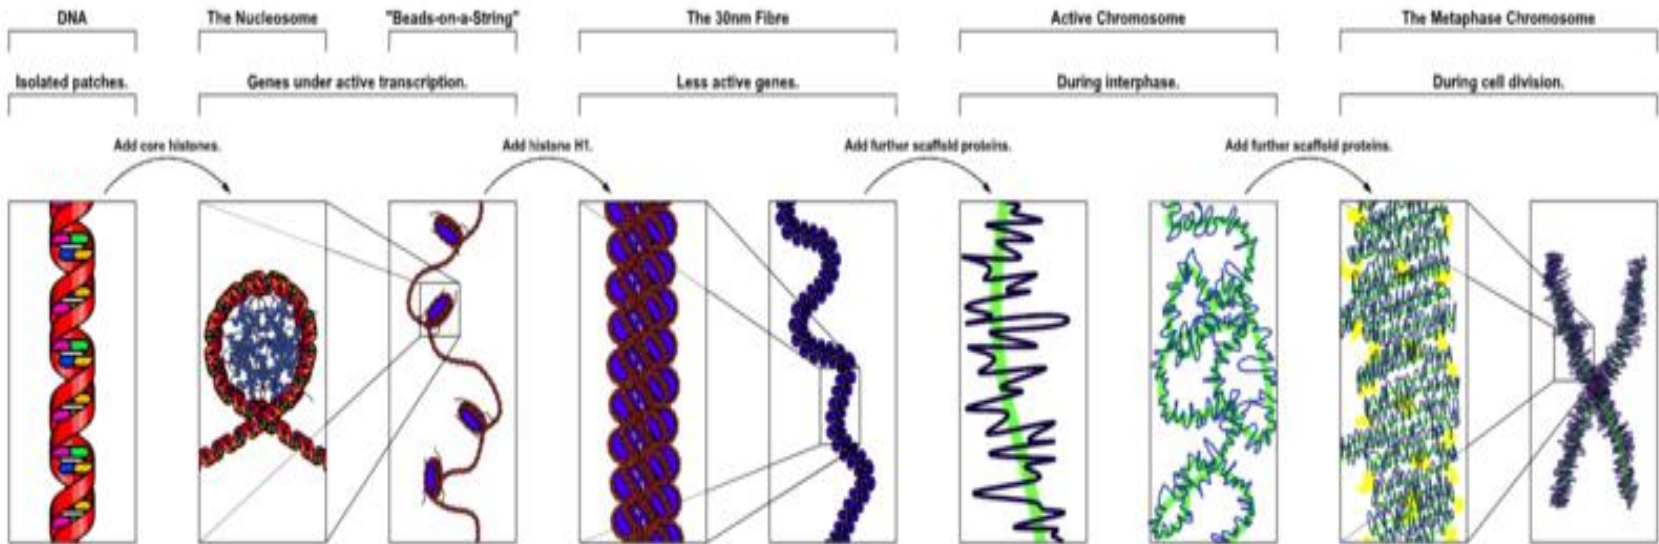 DNA
The Nucleosome
"Beads-on-a-String"
The 30nm Fibre
Active Chromosome
The Metaphase Chromosome
Isolated patches.
Genes under active transcription.
Less active genes.
During interphase.
During cell division.
Add core histones.
Add histone H1.
Add further scaffold proteins.
Add further scaffold proteins.